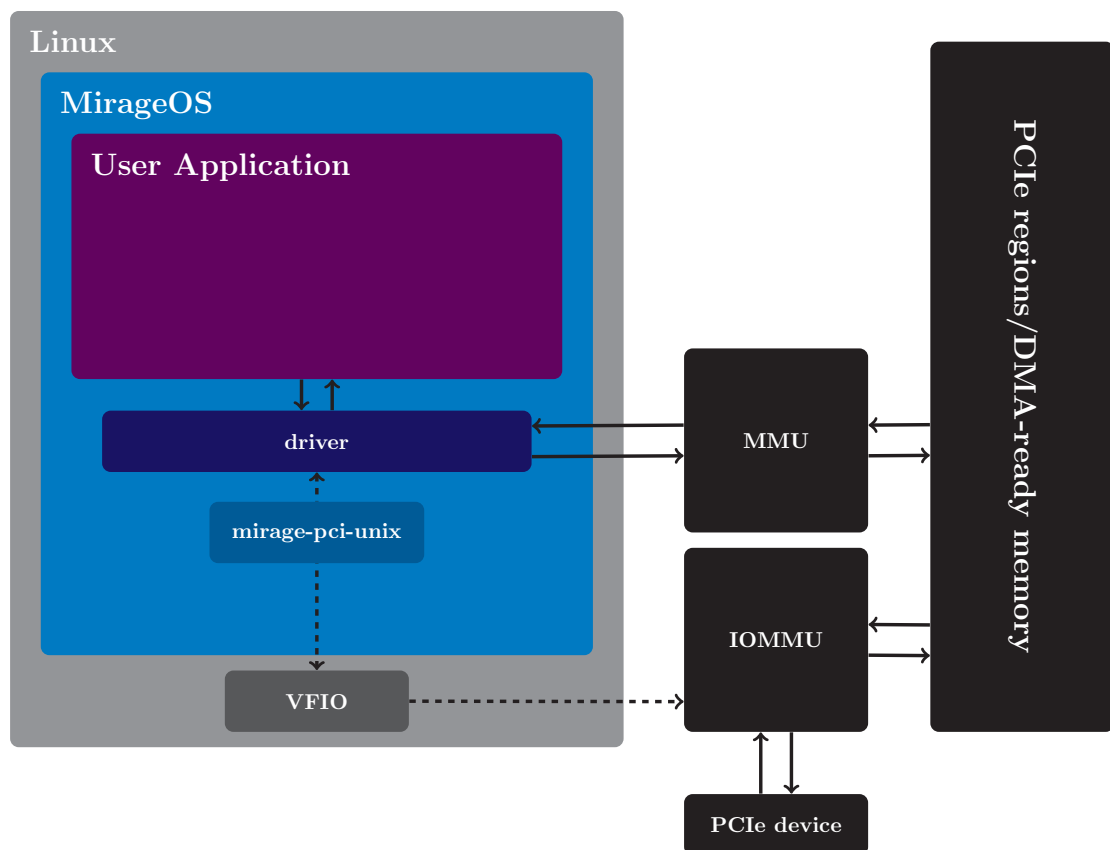 Linux
MirageOS
User Application
driver
mirage-pci-unix
VFIO
MMU
IOMMU
PCIe device
PCIe regions/DMA-ready memory